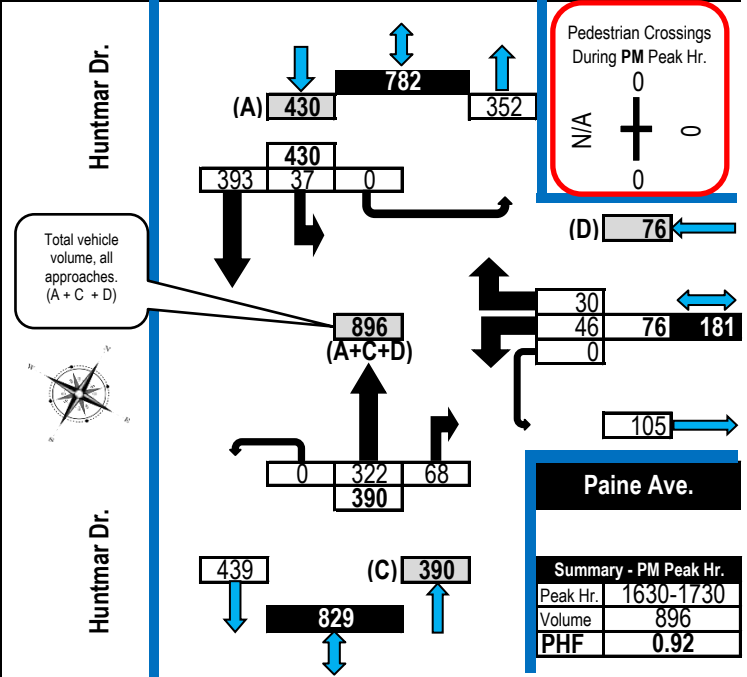 Huntmar Dr.
782
(A) 430
352
430
393 37 0
Pedestrian Crossings
During PM Peak Hr.
0
N/A
0
0
(D) 76
Total vehicle
volume, all
approaches.
(A + C + D)
30
46 76 181
0
896
(A+C+D)
105
0 322 68
390
Paine Ave.
Huntmar Dr.
439
(C) 390
829
Summary - PM Peak Hr.
Peak Hr. 1630-1730
Volume 896
PHF 0.92